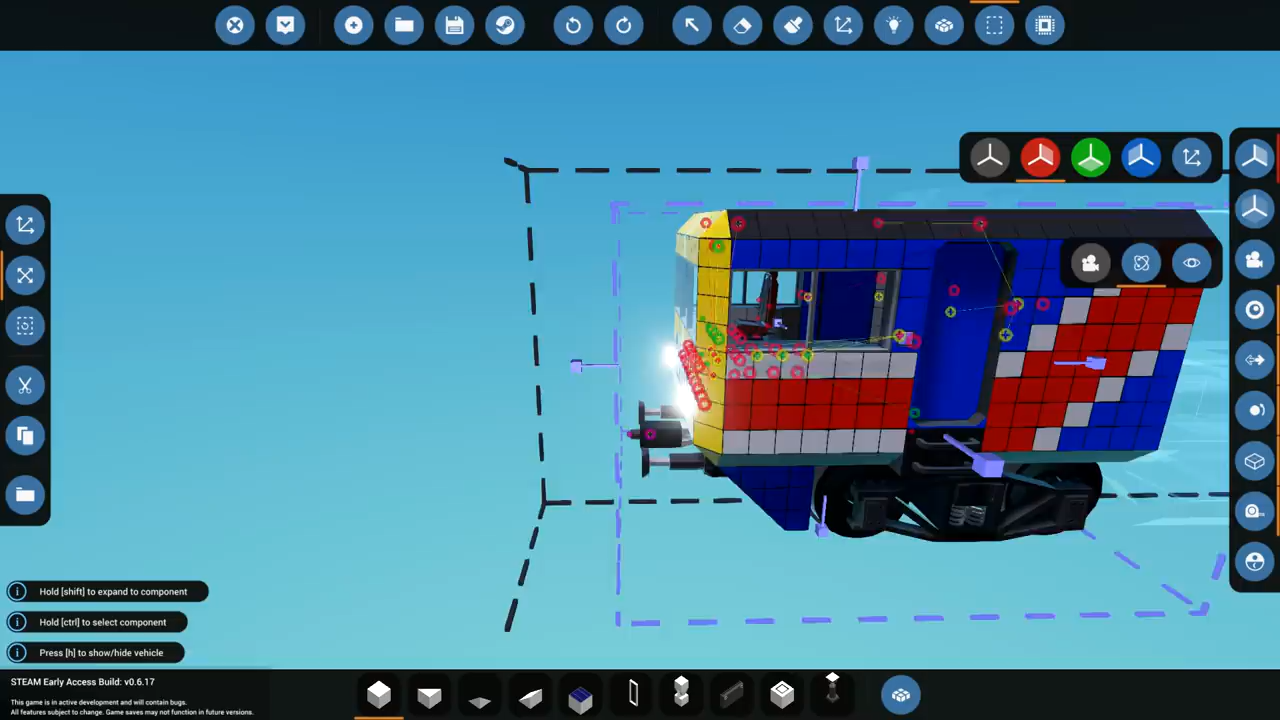 Hold [shift] to expand to component
Hold [ctrl] to select component
Press [h] to show/hide vehicle
STEAM Early Access Build: v0.6.17
This game is in active development and will contain bugs.
All features subject to change. Game saves may not function in future versions.